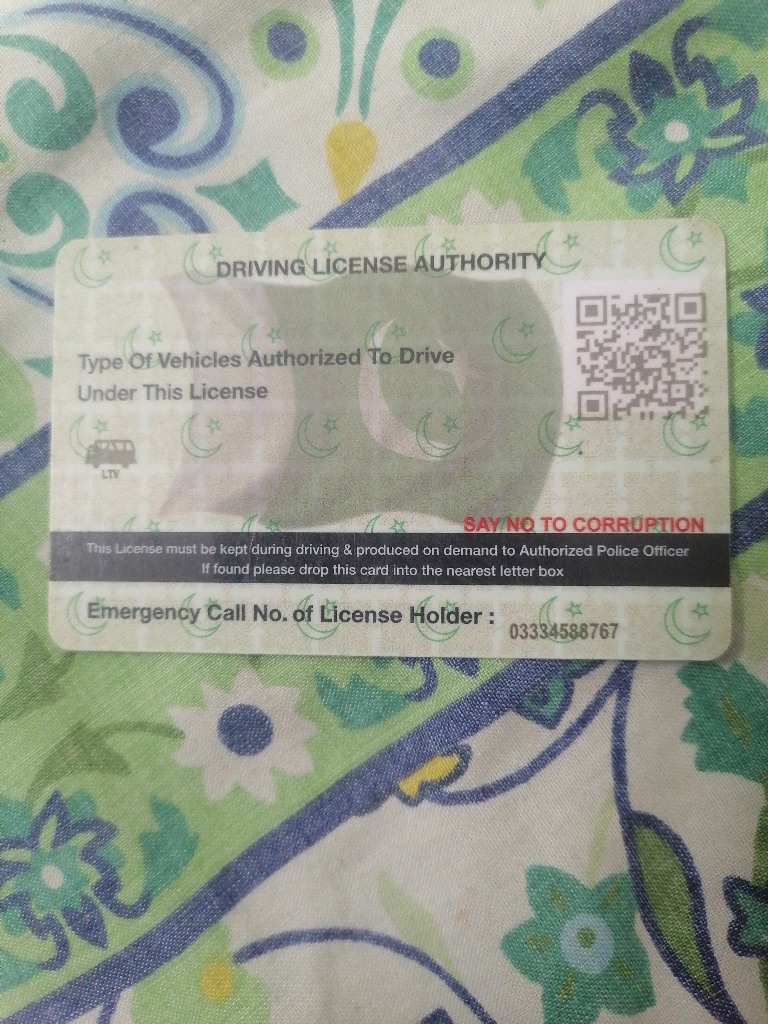 DRIVING LICENSE AUTHORITY
Type Of Vehicles Authorized To Drive
Under This License
LTV
SAY NO TO CORRUPTION
This License must be kept during driving & produced on demand to Authorized Police Officer
If found please drop this card into the nearest letter box
Emergency Call No. of License Holder :
03334588767